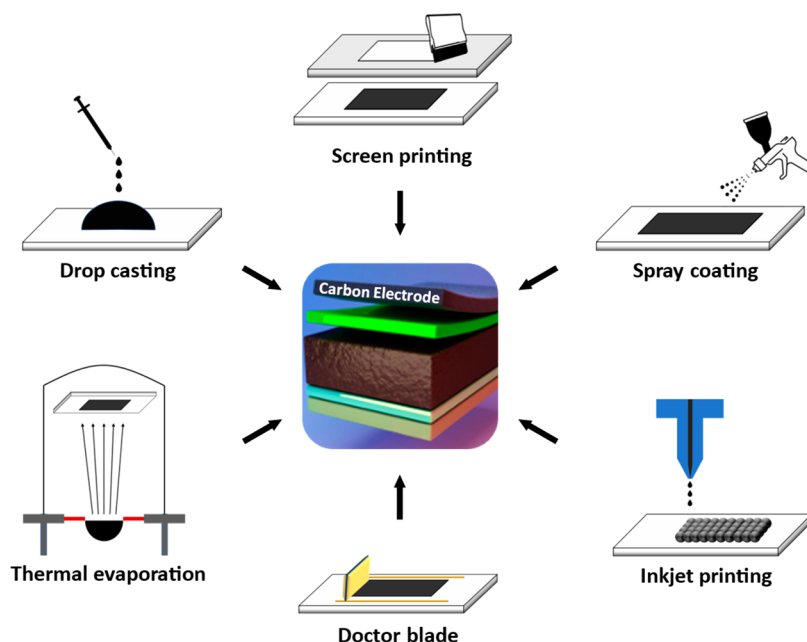 Screen printing
Drop casting
Spray coating
Carbon Electrode
Thermal evaporation
Inkjet printing
Doctor blade